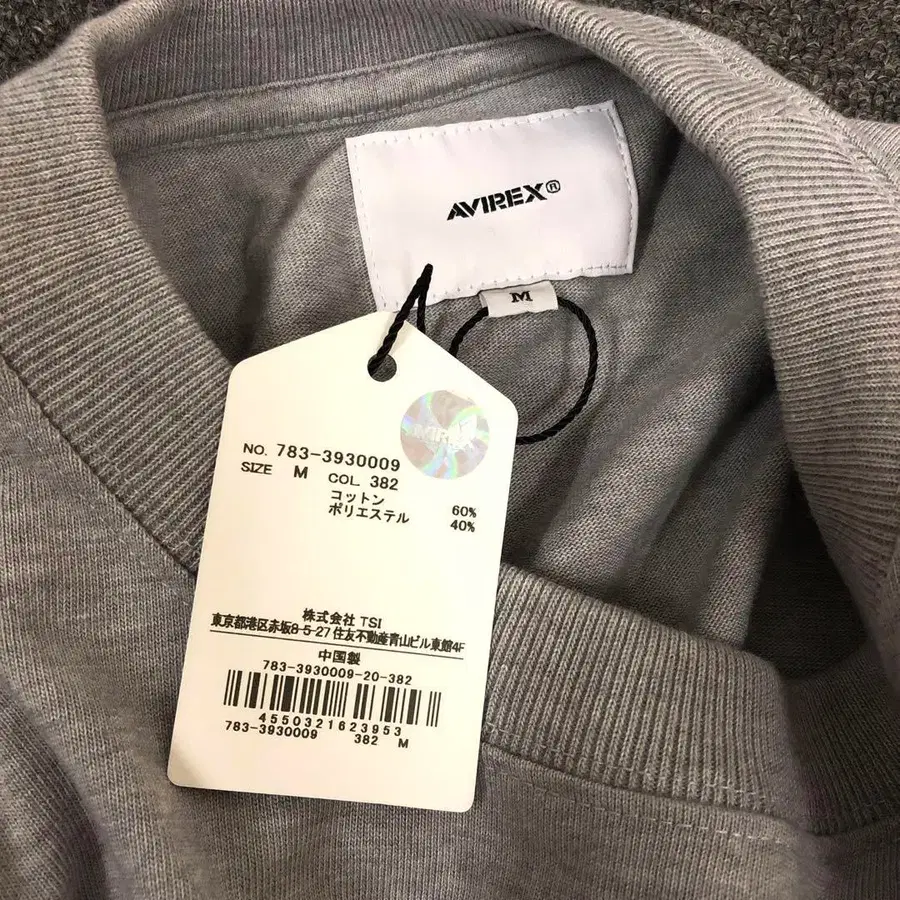 AVIREX®
M
AVIREX
NO. 783-3930009
SIZE M COL 382
コットン 60%
ポリエステル 40%
株式会社 TSI
東京都港区赤坂8-5-27 住友不動産青山ビル東館4F
中国製
783-3930009-20-382
4550321623953
783-3930009 382 M